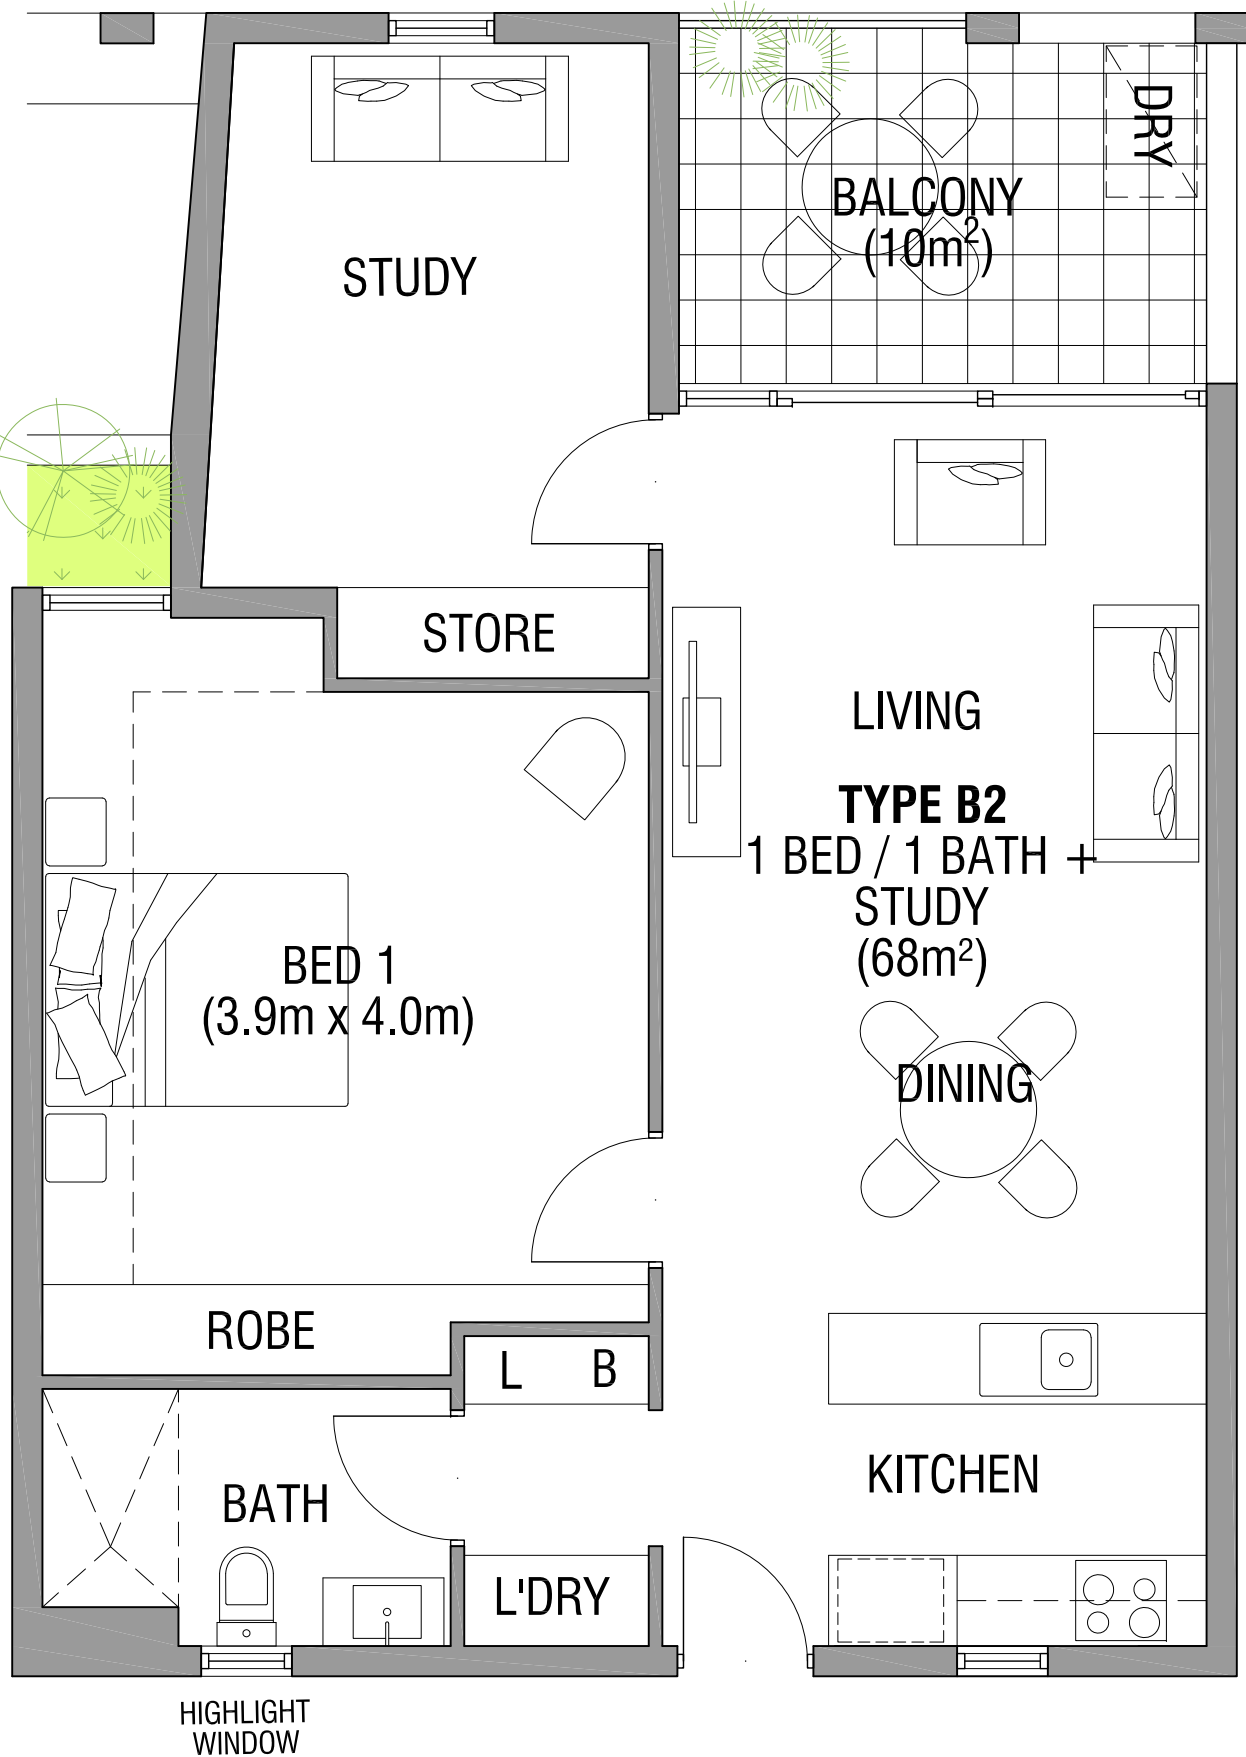 DRY
BALCONY
(10m²)
STUDY
STORE
LIVING
TYPE B2
1 BED / 1 BATH +
STUDY
(68m²)
BED 1
(3.9m x 4.0m)
DINING
ROBE
L B
KITCHEN
BATH
L'DRY
HIGHLIGHT
WINDOW